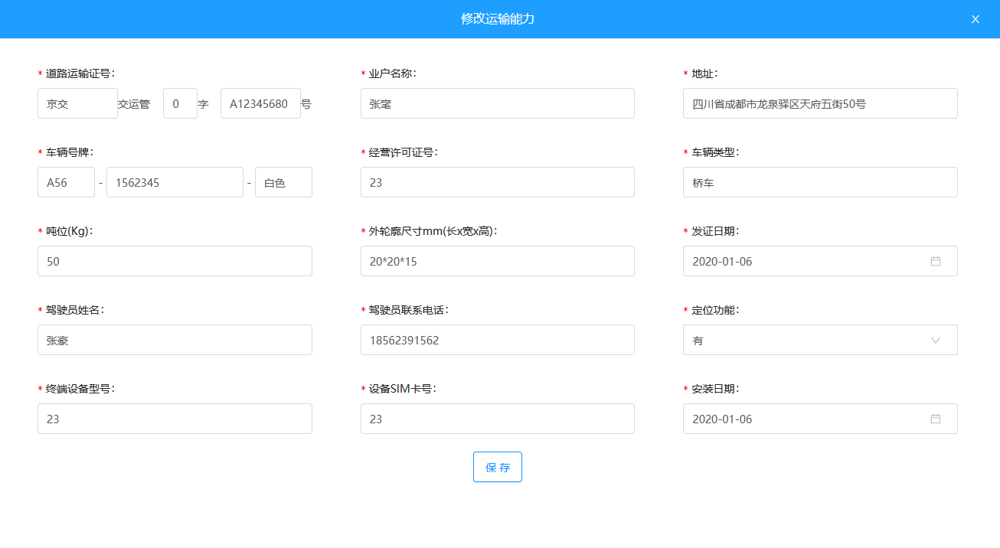 修改运输能力 X
* 道路运输证号: * 业户名称: * 地址:
京交 交运管 0 字 A12345680 号 张毫 四川省成都市龙泉驿区天府五街50号
* 车辆号牌: * 经营许可证号: * 车辆类型:
A56 - 1562345 - 白色 23 桥车
* 吨位(Kg): * 外轮廓尺寸mm(长x宽x高): * 发证日期:
50 20*20*15 2020-01-06
* 驾驶员姓名: * 驾驶员联系电话: * 定位功能:
张豪 18562391562 有
* 终端设备型号: * 设备SIM卡号: * 安装日期:
23 23 2020-01-06
保 存